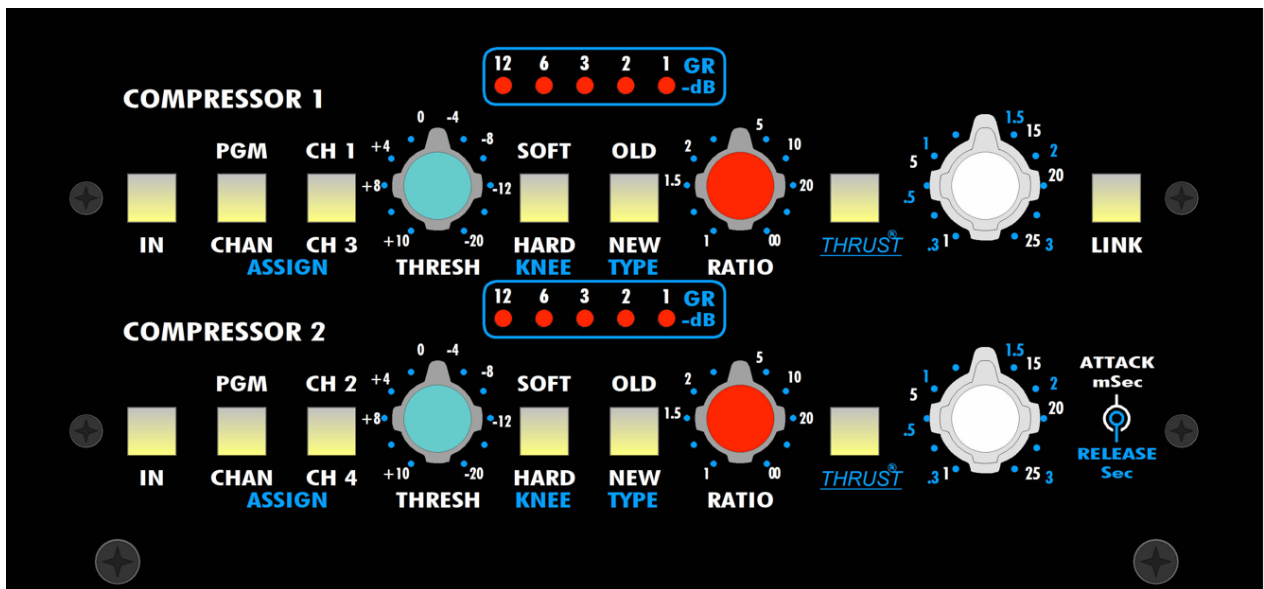 12 6 3 2 1 GR
-dB
COMPRESSOR 1
0 -4
+4 -8
+8 -12
+10 -20
PGM CH 1
IN CHAN CH 3
ASSIGN
THRESH
SOFT OLD
HARD NEW
KNEE TYPE
5
2 10
1.5 20
1 ∞
RATIO
THRUST®
1.5 15
1 2
5 20
.5
.3 1 25 3
LINK
12 6 3 2 1 GR
-dB
COMPRESSOR 2
0 -4
+4 -8
+8 -12
+10 -20
PGM CH 2
IN CHAN CH 4
ASSIGN
THRESH
SOFT OLD
HARD NEW
KNEE TYPE
5
2 10
1.5 20
1 ∞
RATIO
THRUST®
1.5 15
1 2
5 20
.5
.3 1 25 3
ATTACK
mSec
RELEASE
Sec